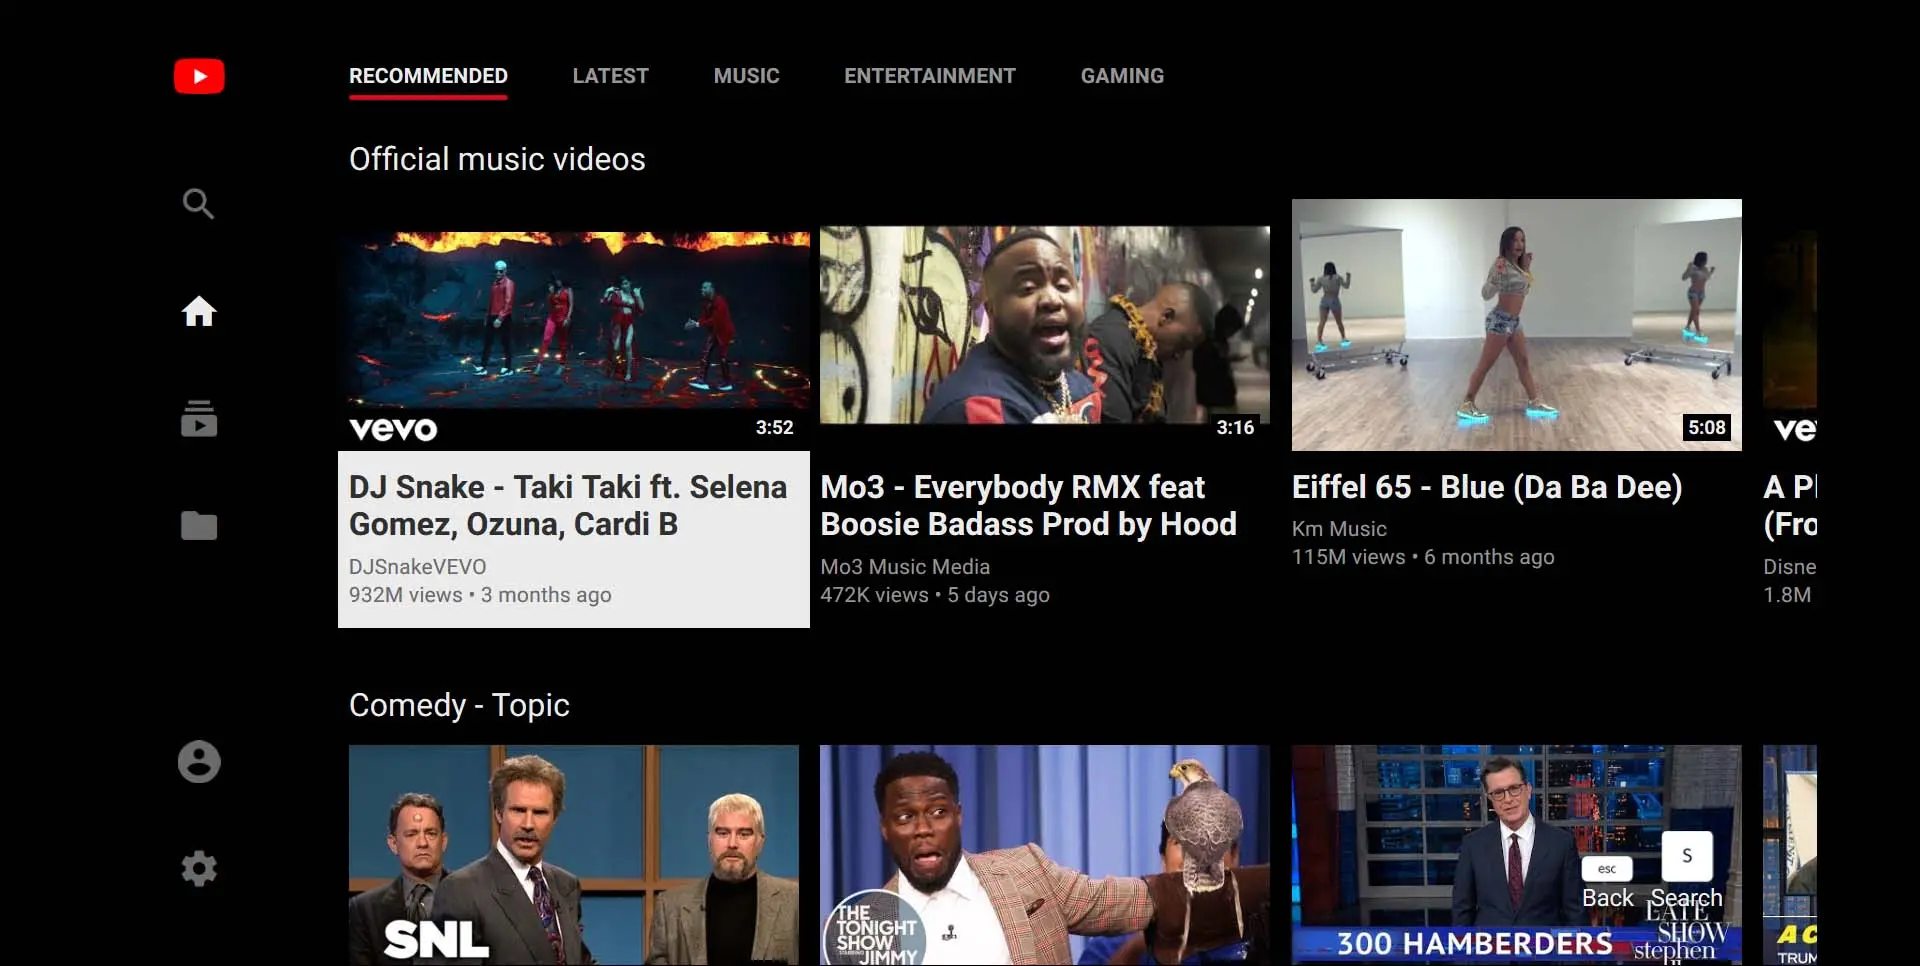 RECOMMENDED LATEST MUSIC ENTERTAINMENT GAMING
Official music videos
vevo 3:52
3:16
5:08
ve
DJ Snake - Taki Taki ft. Selena
Gomez, Ozuna, Cardi B
DJSnakeVEVO
932M views • 3 months ago
Mo3 - Everybody RMX feat
Boosie Badass Prod by Hood
Mo3 Music Media
472K views • 5 days ago
Eiffel 65 - Blue (Da Ba Dee)
Km Music
115M views • 6 months ago
A Pl
(Fro
Disne
1.8M
Comedy - Topic
SNL
THE
TONIGHT
SHOW
JIMMY
esc
Back
S
Search
300 HAMBERDERS
LATE
SHOW
stephen
A C
TRUM